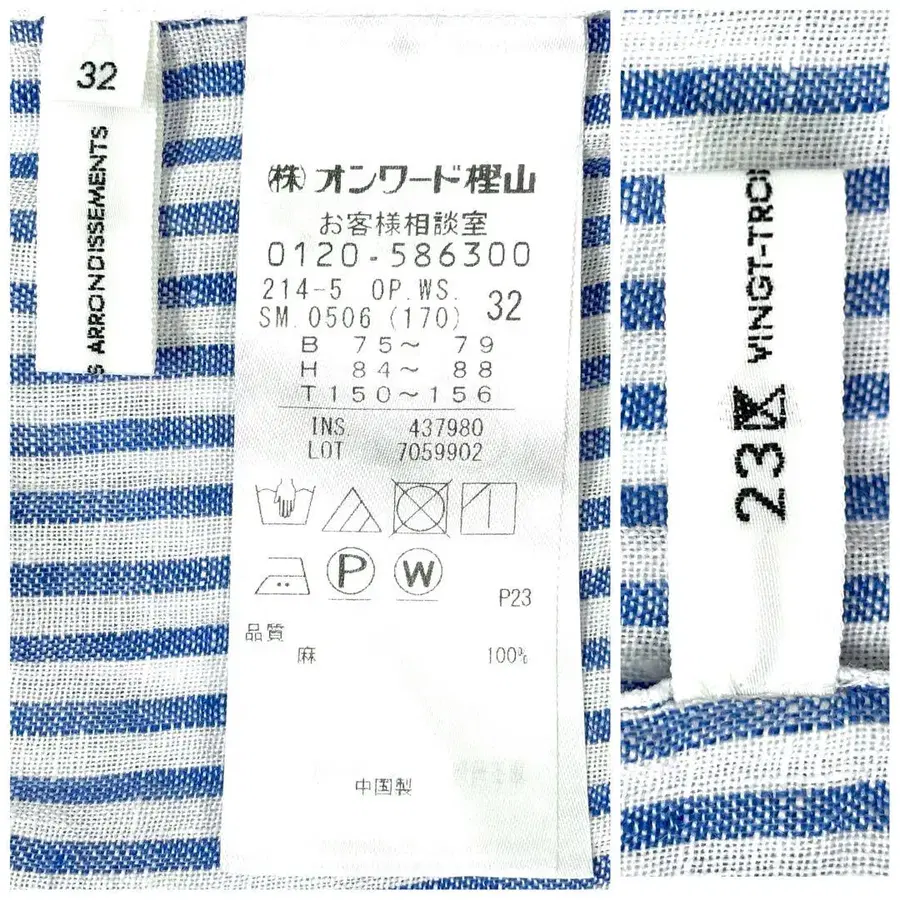 32
S ARRONDISSEMENTS
㈱ オンワード樫山
お客様相談室
0120-586300
214-5 OP.WS. 32
SM.0506 (170)
B 75～ 79
H 84～ 88
T150～156
INS 437980
LOT 7059902
P W
P23
品質
麻 100%
中国製
23区 VINGT-TROI